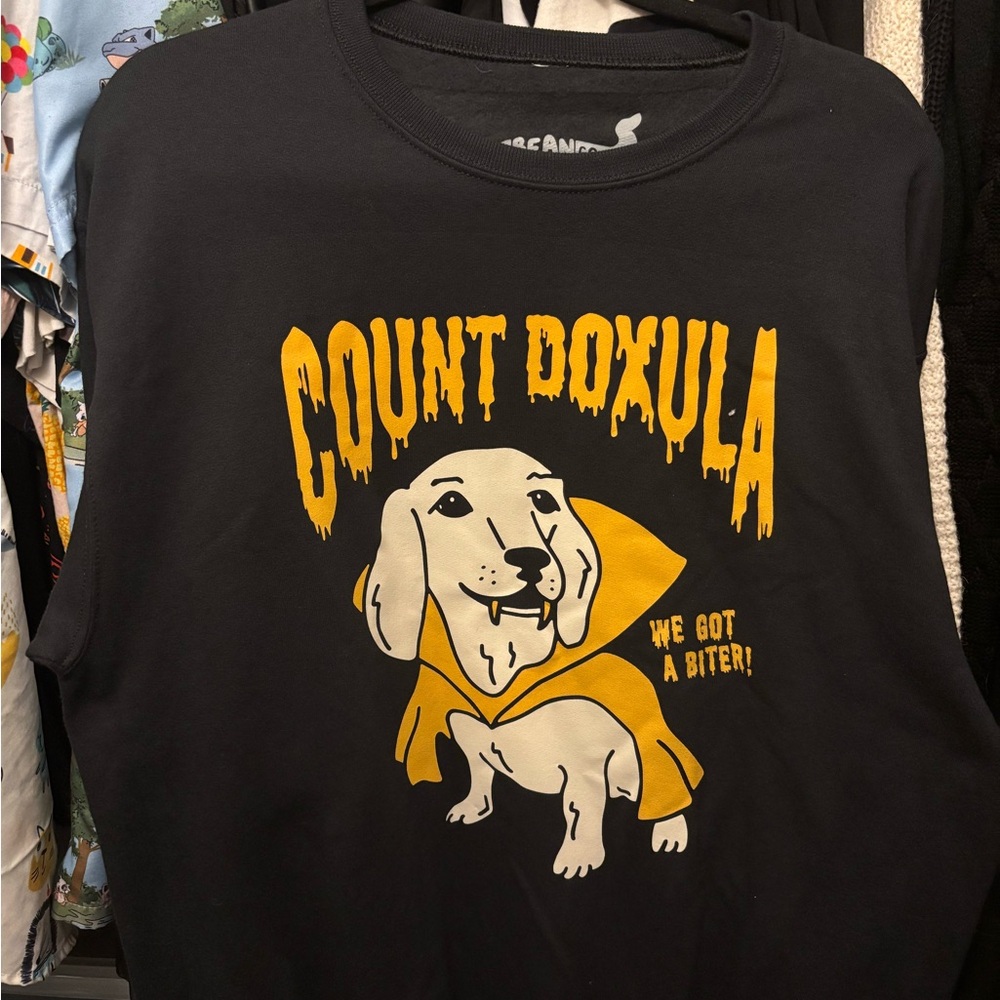 COUNT DOXULA
WE GOT
A BITER!